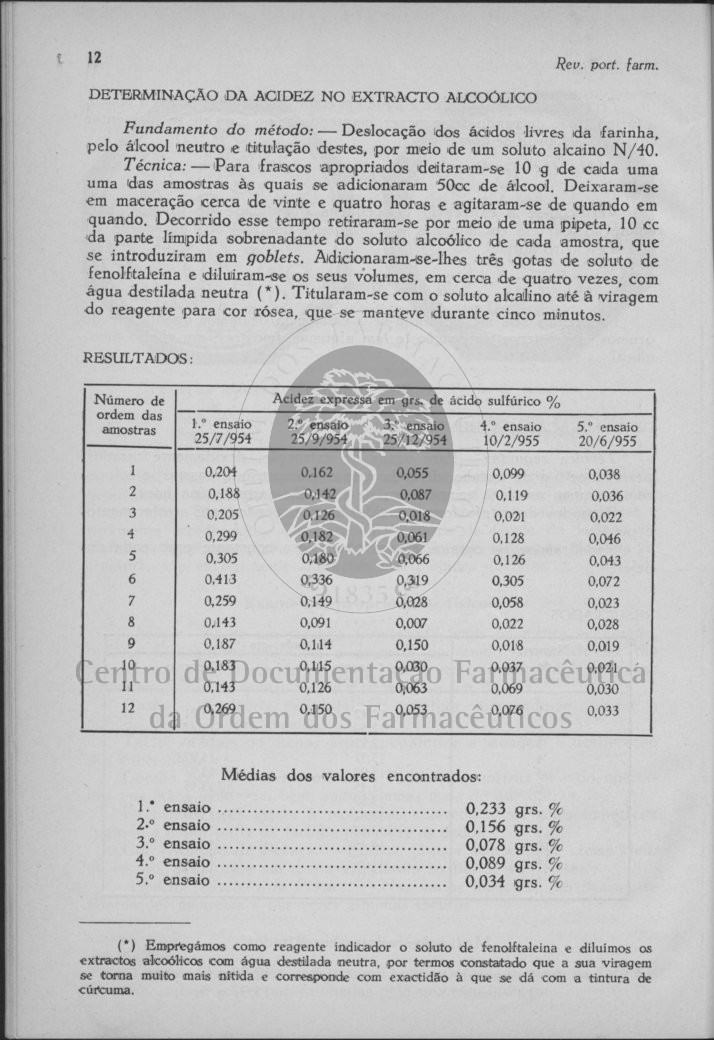 12
Rev. port. farm.
DETERMINAÇÃO DA ACIDEZ NO EXTRACTO ALCOÓLICO
Fundamento do método: — Deslocação dos ácidos livres da farinha,
pelo álcool neutro e titulação destes, por meio de um soluto alcaino N/40.
Técnica: — Para frascos apropriados deitaram-se 10 g de cada uma
uma das amostras às quais se adicionaram 50cc de álcool. Deixaram-se
em maceração cerca de vinte e quatro horas e agitaram-se de quando em
quando. Decorrido esse tempo retiraram-se por meio de uma pipeta, 10 cc
da parte límpida sobrenadante do soluto alcoólico de cada amostra, que
se introduziram em goblets. Adicionaram-se-lhes três gotas de soluto de
fenolftaleína e diluiram-se os seus volumes, em cerca de quatro vezes, com
água destilada neutra (*). Titularam-se com o soluto alcalino até à viragem
do reagente para cor rósea, que se manteve durante cinco minutos.
RESULTADOS:
Número de ordem das amostras
Acidez expressa em grs. de ácido sulfúrico %
1.º ensaio 25/7/954 2.º ensaio 25/9/954 3.º ensaio 25/12/954 4.º ensaio 10/2/955 5.º ensaio 20/6/955
1 0,204 0,162 0,055 0,099 0,038
2 0,188 0,142 0,087 0,119 0,036
3 0,205 0,126 0,018 0,021 0,022
4 0,299 0,182 0,061 0,128 0,046
5 0,305 0,180 0,066 0,126 0,043
6 0,413 0,336 0,319 0,305 0,072
7 0,259 0,149 0,028 0,058 0,023
8 0,143 0,091 0,007 0,022 0,028
9 0,187 0,114 0,150 0,018 0,019
10 0,183 0,115 0,030 0,037 0,021
11 0,143 0,126 0,063 0,069 0,030
12 0,269 0,150 0,053 0,076 0,033
1835
Centro de Documentação Farmacêutica
da Ordem dos Farmacêuticos
Médias dos valores encontrados:
1.º ensaio ........................................ 0,233 grs. %
2.º ensaio ........................................ 0,156 grs. %
3.º ensaio ........................................ 0,078 grs. %
4.º ensaio ........................................ 0,089 grs. %
5.º ensaio ........................................ 0,034 grs. %
(*) Empregámos como reagente indicador o soluto de fenolftaleina e diluimos os
extractos alcoólicos com água destilada neutra, por termos constatado que a sua viragem
se torna muito mais nítida e corresponde com exactidão à que se dá com a tintura de
cúrcuma.